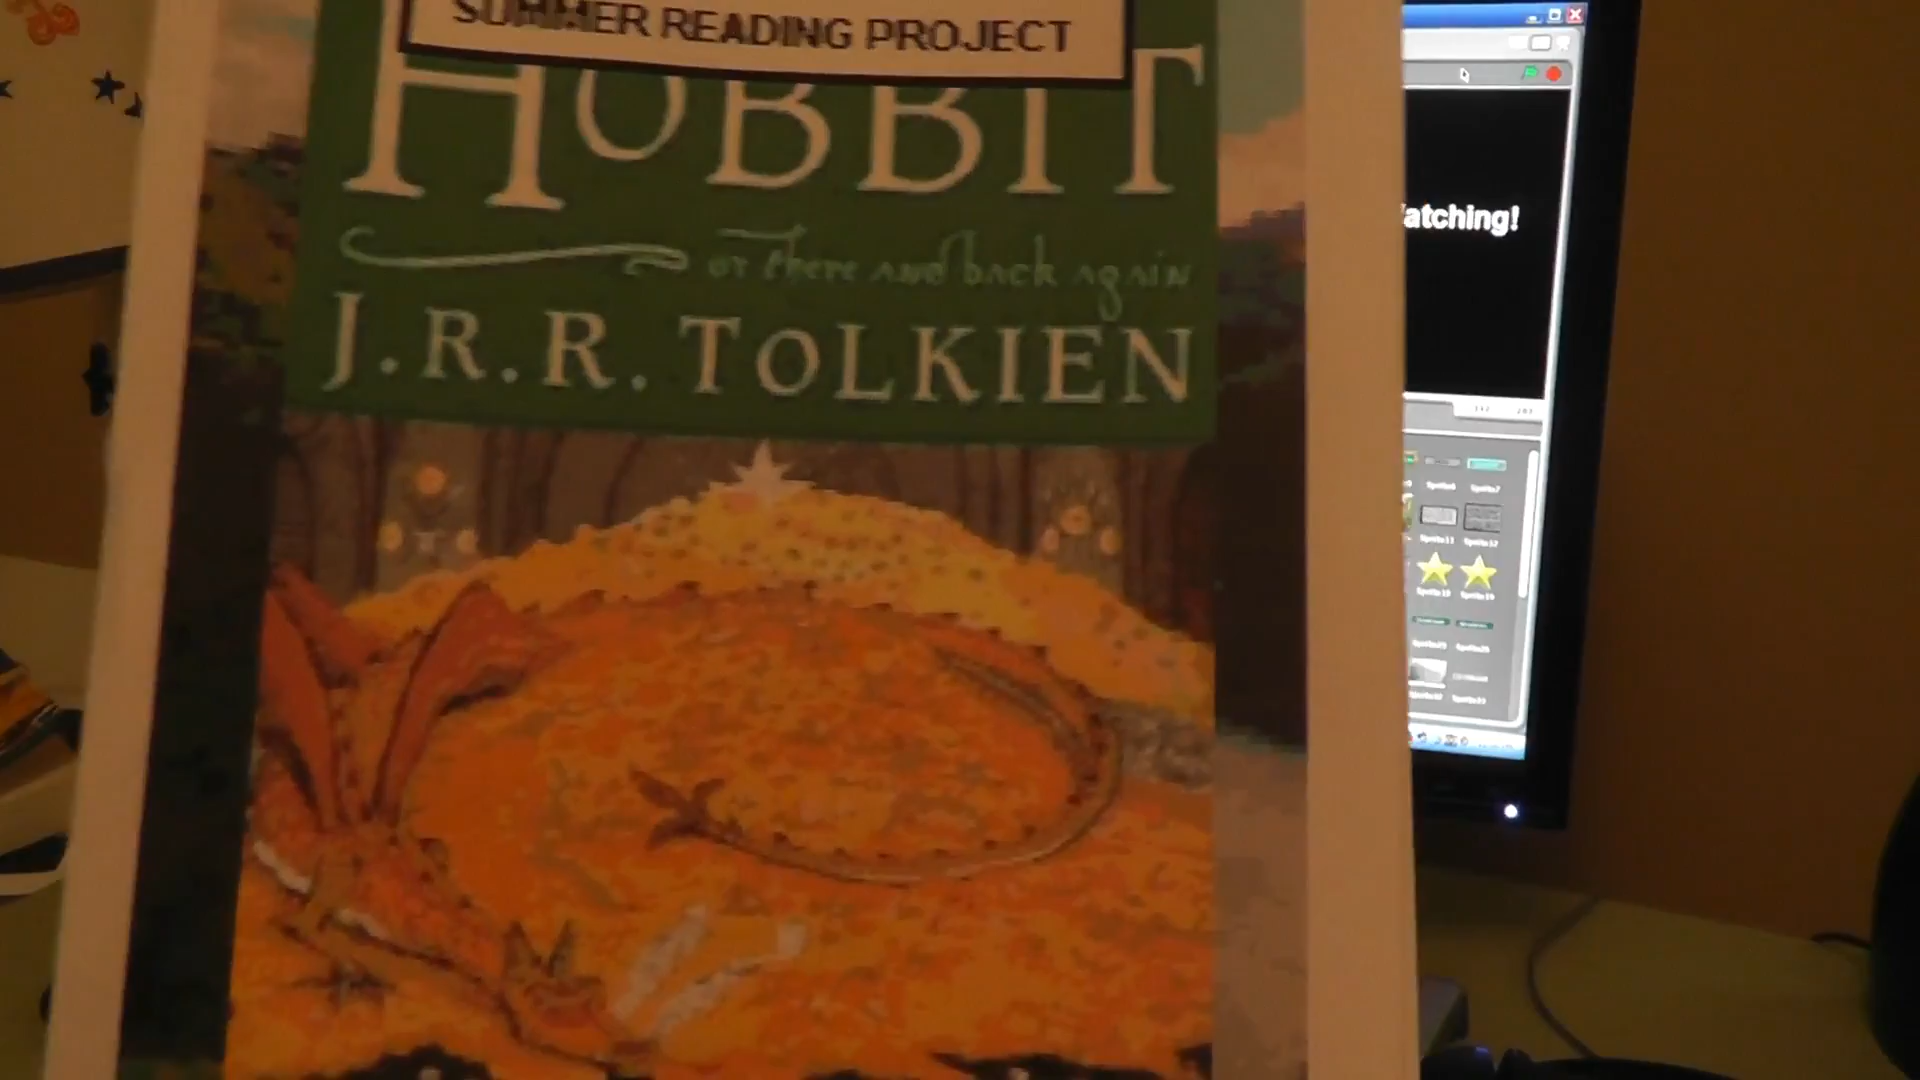 SUMMER READING PROJECT
HOBBIT
or there and back again
J.R.R. TOLKIEN
atching!